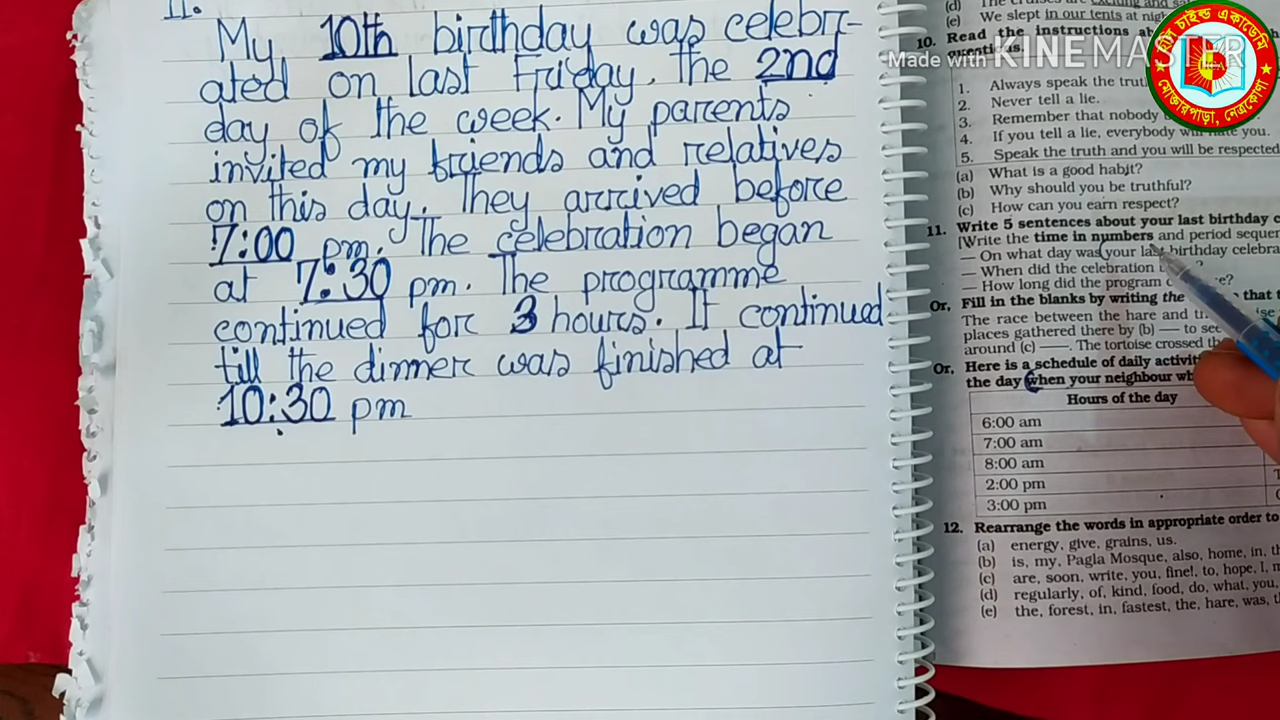 11.
My 10th birthday was celebr-
ated on last Friday, the 2nd
day of the week. My parents
invited my friends and relatives
on this day. They arrived before
7:00 pm. The celebration began
at 7:30 pm. The programme
continued for 3 hours. It continued
till the dinner was finished at
10:30 pm
(d) The cruises are exciting and
(e) We slept in our tents at
10. Read the instructions
questions.
1. Always speak the
2. Never tell a lie.
3. Remember that nobody
4. If you tell a lie, everybody will hate you.
5. Speak the truth and you will be respected
(a) What is a good habit?
(b) Why should you be truthful?
(c) How can you earn respect?
11. Write 5 sentences about your last birthday
[Write the time in numbers and period
— On what day was your last birthday
— When did the celebration
— How long did the program
Or, Fill in the blanks by writing the that
The race between the hare and
places gathered there by (b) — to see
around (c) —. The tortoise crossed
Or, Here is a schedule of daily
the day when your neighbour
Hours of the day
6:00 am
7:00 am
8:00 am
2:00 pm
3:00 pm
12. Rearrange the words in appropriate order to
(a) energy, give, grains, us.
(b) is, my, Pagla Mosque, also, home, in,
(c) are, soon, write, you, fine!, to, hope, I,
(d) regularly, of, kind, food, do, what, you,
(e) the, forest, in, fastest, the, hare, was,
Made with KINEMASTER
চাইল্ড একাডেমি
মোক্তারপাড়া, নেত্রকোণা